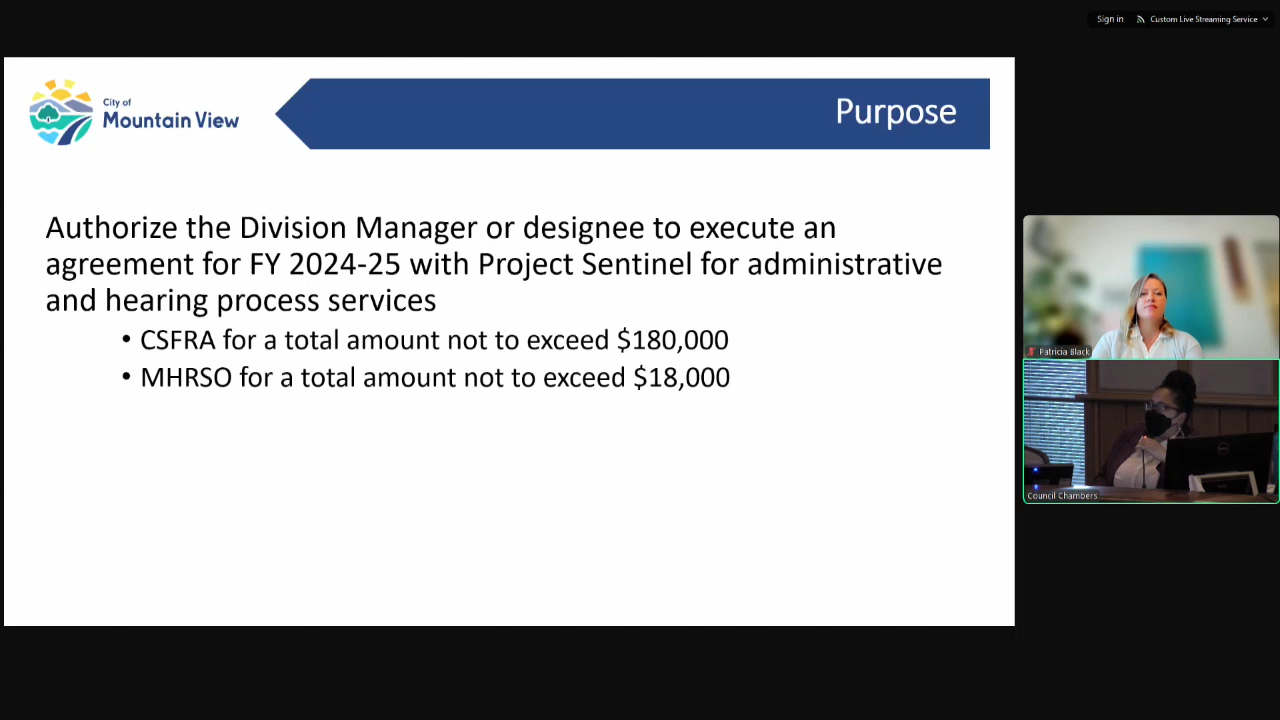 Sign in
Custom Live Streaming Service
City of
Mountain View
Purpose
Authorize the Division Manager or designee to execute an
agreement for FY 2024-25 with Project Sentinel for administrative
and hearing process services
• CSFRA for a total amount not to exceed $180,000
• MHRSO for a total amount not to exceed $18,000
Patricia Black
Council Chambers